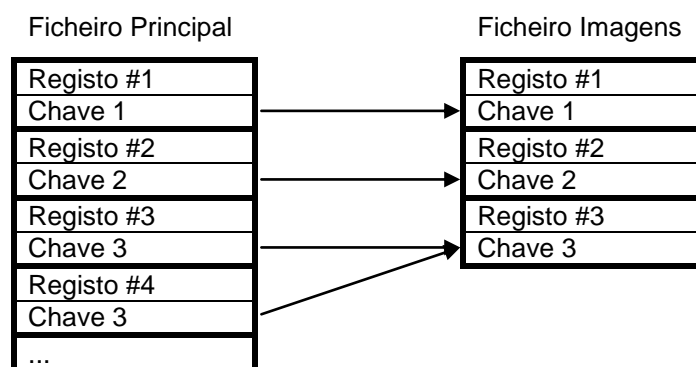 Ficheiro Principal
Registo #1
Chave 1
Registo #2
Chave 2
Registo #3
Chave 3
Registo #4
Chave 3
...
Ficheiro Imagens
Registo #1
Chave 1
Registo #2
Chave 2
Registo #3
Chave 3